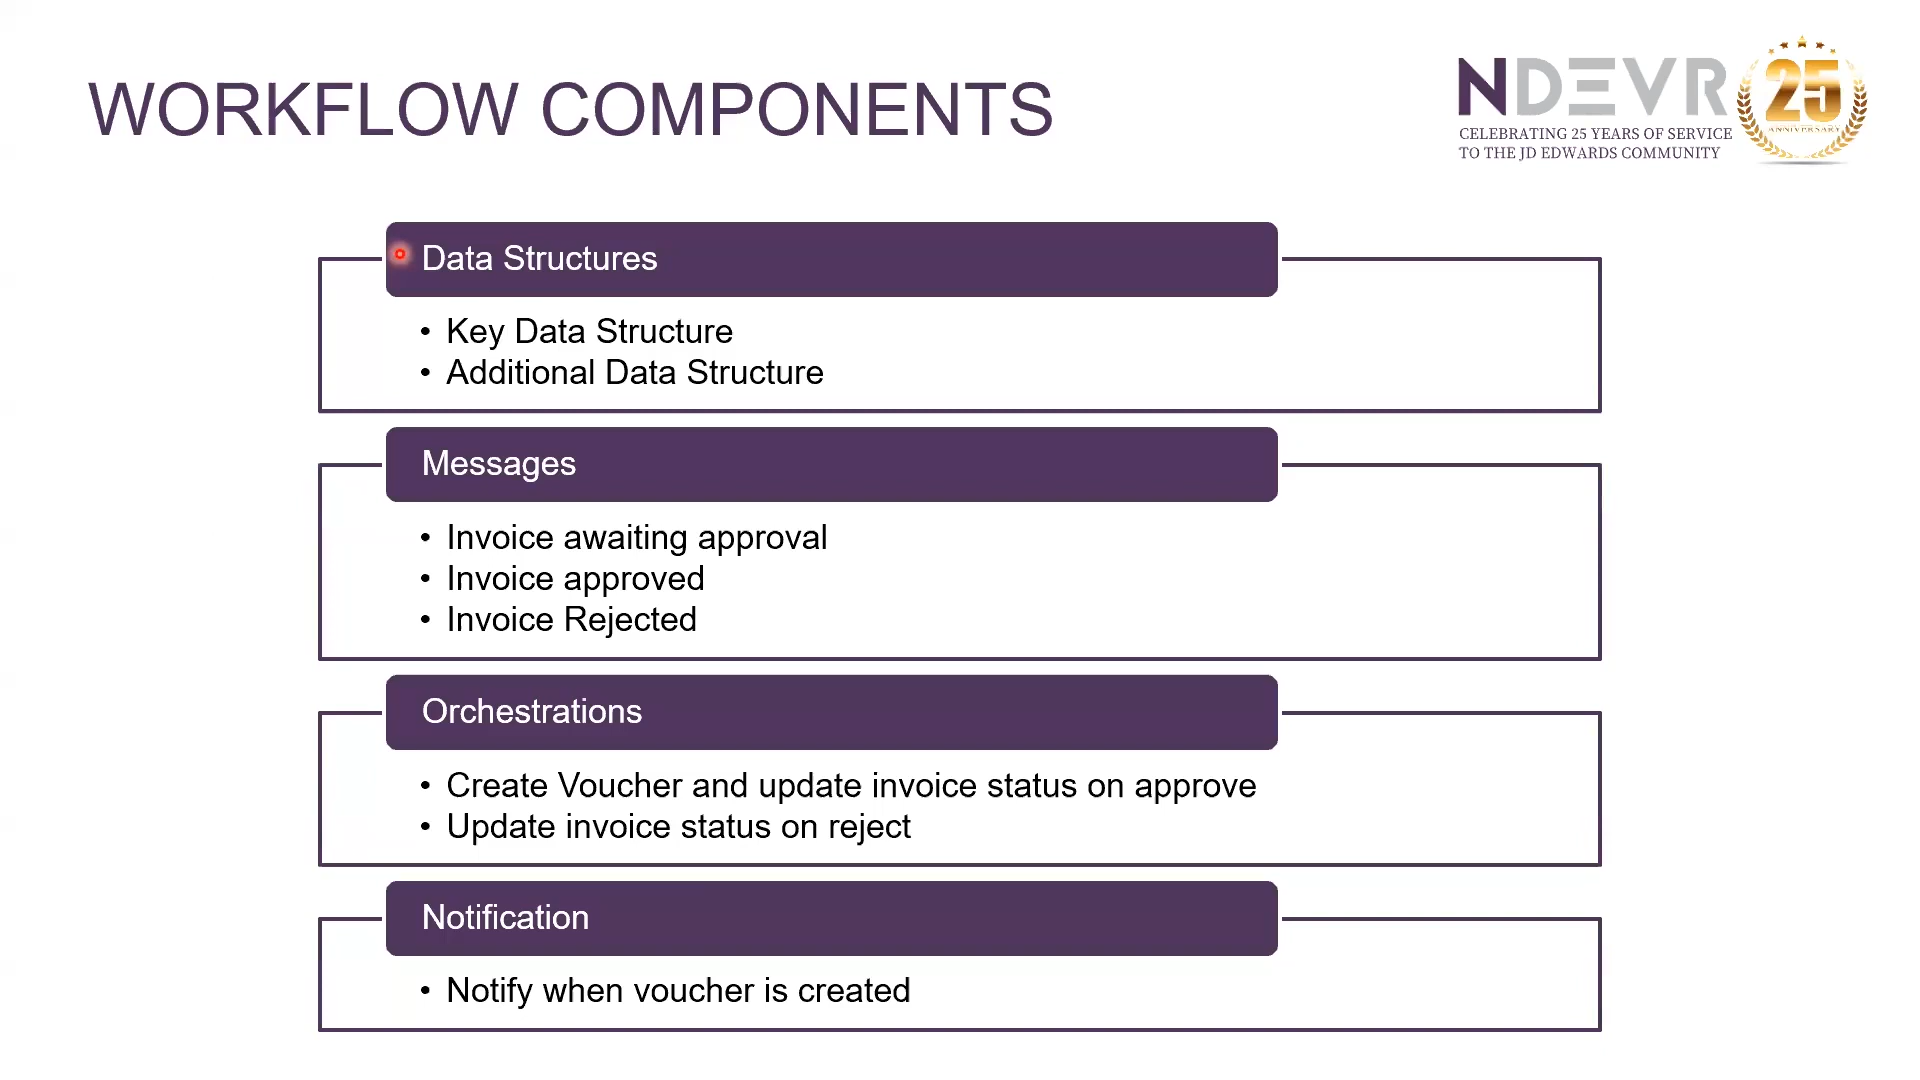 WORKFLOW COMPONENTS
NDEVR
CELEBRATING 25 YEARS OF SERVICE
TO THE JD EDWARDS COMMUNITY
25
ANNIVERSARY
Data Structures
• Key Data Structure
• Additional Data Structure
Messages
• Invoice awaiting approval
• Invoice approved
• Invoice Rejected
Orchestrations
• Create Voucher and update invoice status on approve
• Update invoice status on reject
Notification
• Notify when voucher is created